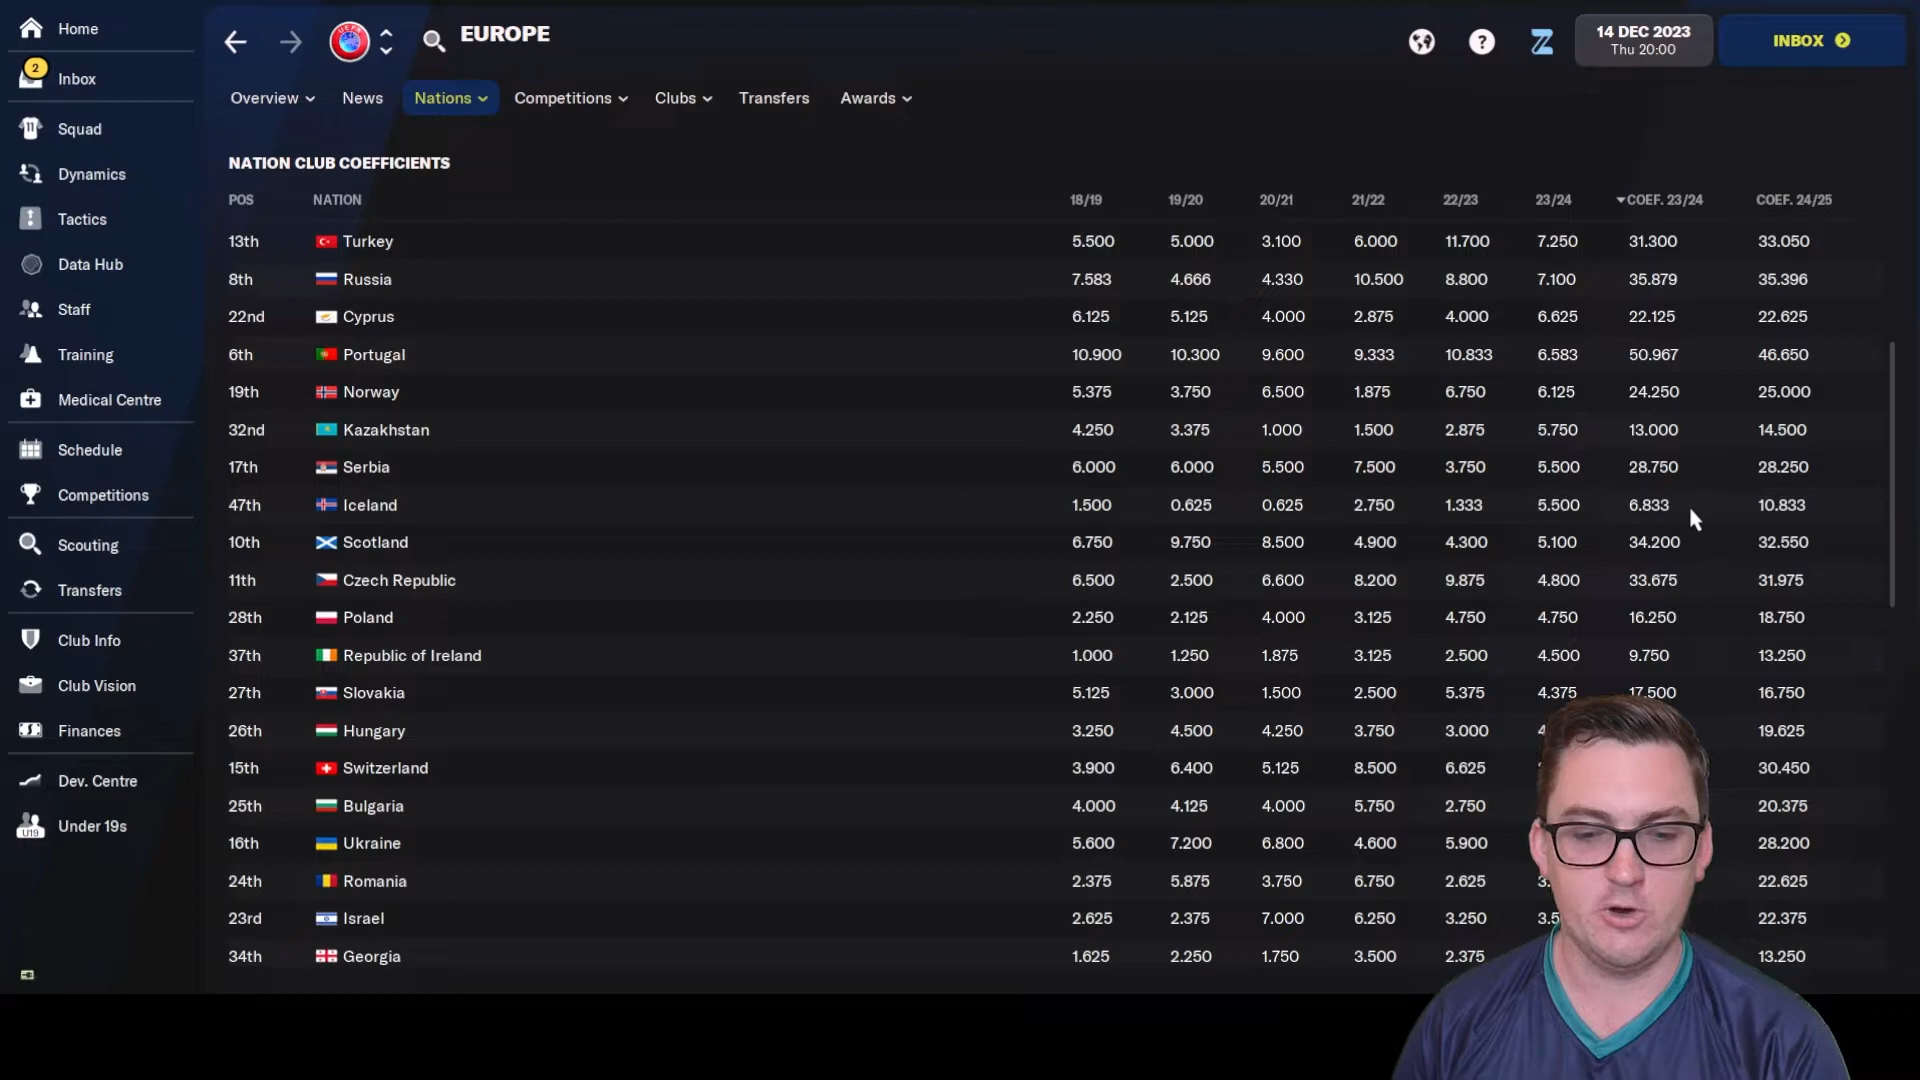 Home
2
Inbox
Squad
Dynamics
Tactics
Data Hub
Staff
Training
Medical Centre
Schedule
Competitions
Scouting
Transfers
Club Info
Club Vision
Finances
Dev. Centre
U19 Under 19s
UEFA
EUROPE
?
14 DEC 2023
Thu 20:00
INBOX
Overview News Nations Competitions Clubs Transfers Awards
NATION CLUB COEFFICIENTS
POS NATION 18/19 19/20 20/21 21/22 22/23 23/24 COEF. 23/24 COEF. 24/25
13th Turkey 5.500 5.000 3.100 6.000 11.700 7.250 31.300 33.050
8th Russia 7.583 4.666 4.330 10.500 8.800 7.100 35.879 35.396
22nd Cyprus 6.125 5.125 4.000 2.875 4.000 6.625 22.125 22.625
6th Portugal 10.900 10.300 9.600 9.333 10.833 6.583 50.967 46.650
19th Norway 5.375 3.750 6.500 1.875 6.750 6.125 24.250 25.000
32nd Kazakhstan 4.250 3.375 1.000 1.500 2.875 5.750 13.000 14.500
17th Serbia 6.000 6.000 5.500 7.500 3.750 5.500 28.750 28.250
47th Iceland 1.500 0.625 0.625 2.750 1.333 5.500 6.833 10.833
10th Scotland 6.750 9.750 8.500 4.900 4.300 5.100 34.200 32.550
11th Czech Republic 6.500 2.500 6.600 8.200 9.875 4.800 33.675 31.975
28th Poland 2.250 2.125 4.000 3.125 4.750 4.750 16.250 18.750
37th Republic of Ireland 1.000 1.250 1.875 3.125 2.500 4.500 9.750 13.250
27th Slovakia 5.125 3.000 1.500 2.500 5.375 4.375 17.500 16.750
26th Hungary 3.250 4.500 4.250 3.750 3.000 19.625
15th Switzerland 3.900 6.400 5.125 8.500 6.625 30.450
25th Bulgaria 4.000 4.125 4.000 5.750 2.750 20.375
16th Ukraine 5.600 7.200 6.800 4.600 5.900 28.200
24th Romania 2.375 5.875 3.750 6.750 2.625 22.625
23rd Israel 2.625 2.375 7.000 6.250 3.250 22.375
34th Georgia 1.625 2.250 1.750 3.500 2.375 13.250